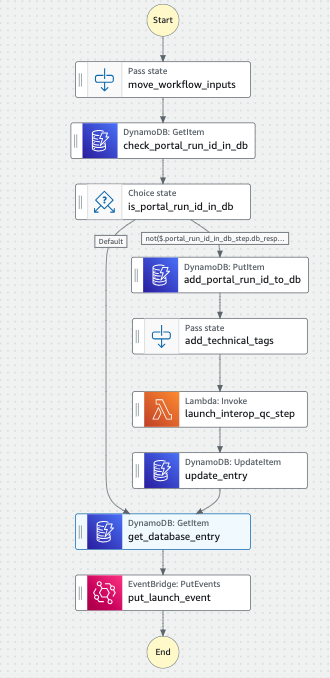 Start
Pass state
move_workflow_inputs
DynamoDB: GetItem
check_portal_run_id_in_db
Choice state
is_portal_run_id_in_db
Default
not($.portal_run_id_in_db_step.db_resp...
DynamoDB: PutItem
add_portal_run_id_to_db
Pass state
add_technical_tags
Lambda: Invoke
launch_interop_qc_step
DynamoDB: UpdateItem
update_entry
DynamoDB: GetItem
get_database_entry
EventBridge: PutEvents
put_launch_event
End